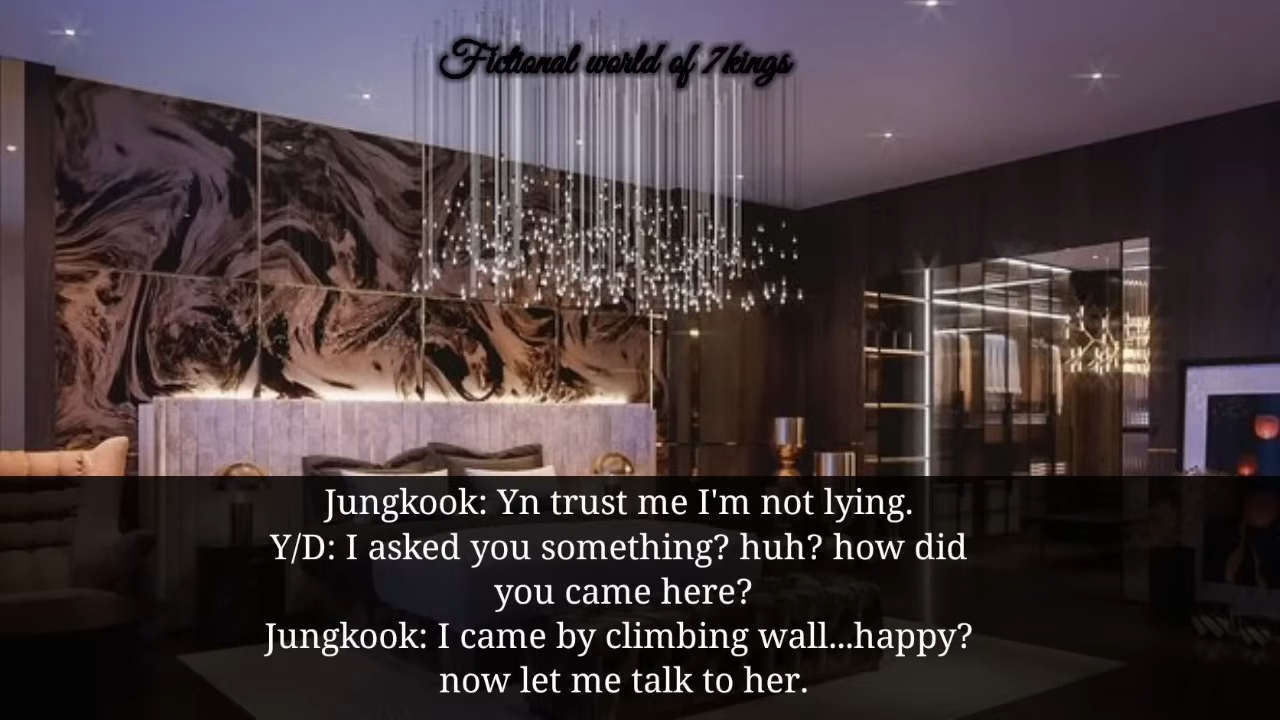 Fictional world of 7kings
Jungkook: Yn trust me I'm not lying.
Y/D: I asked you something? huh? how did
you came here?
Jungkook: I came by climbing wall...happy?
now let me talk to her.